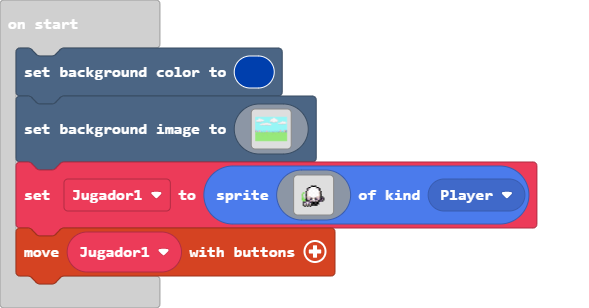 on start
set background color to
set background image to
set Jugador1 to sprite of kind Player
move Jugador1 with buttons